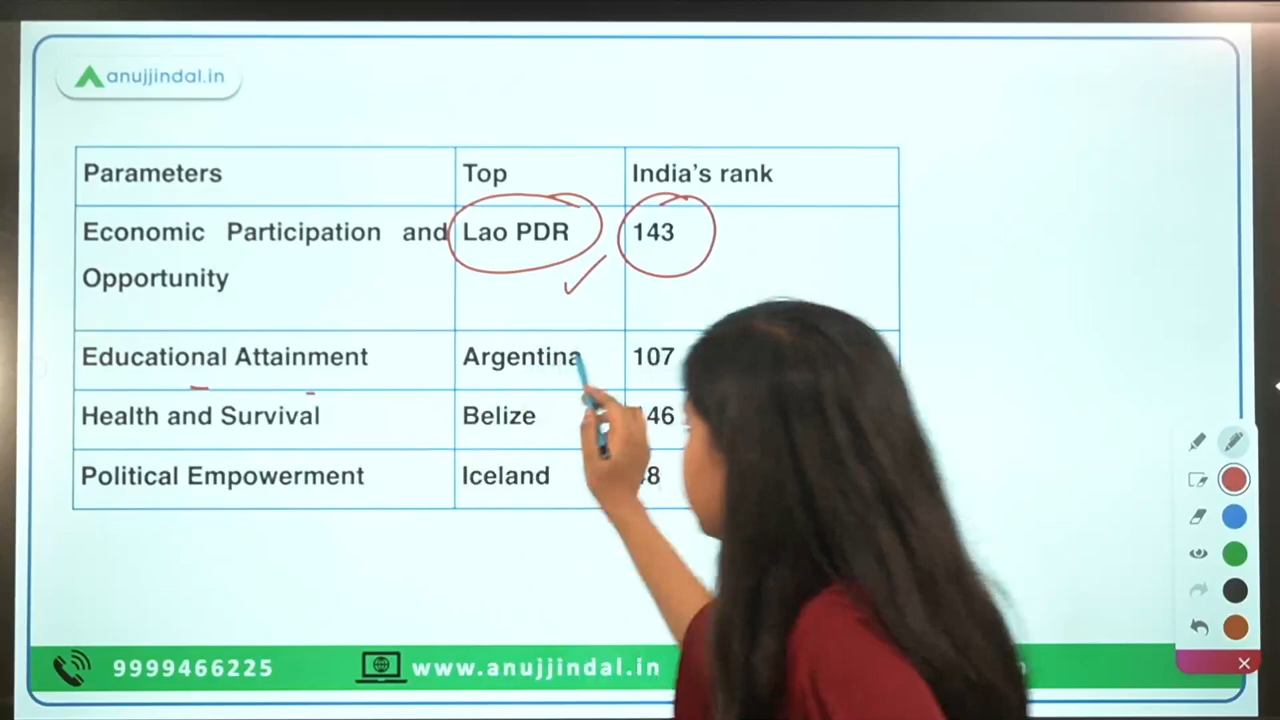 anujjindal.in
Parameters Top India's rank
Economic Participation and Lao PDR 143
Opportunity
Educational Attainment Argentina 107
Health and Survival Belize
Political Empowerment Iceland
9999466225 www.anujjindal.in